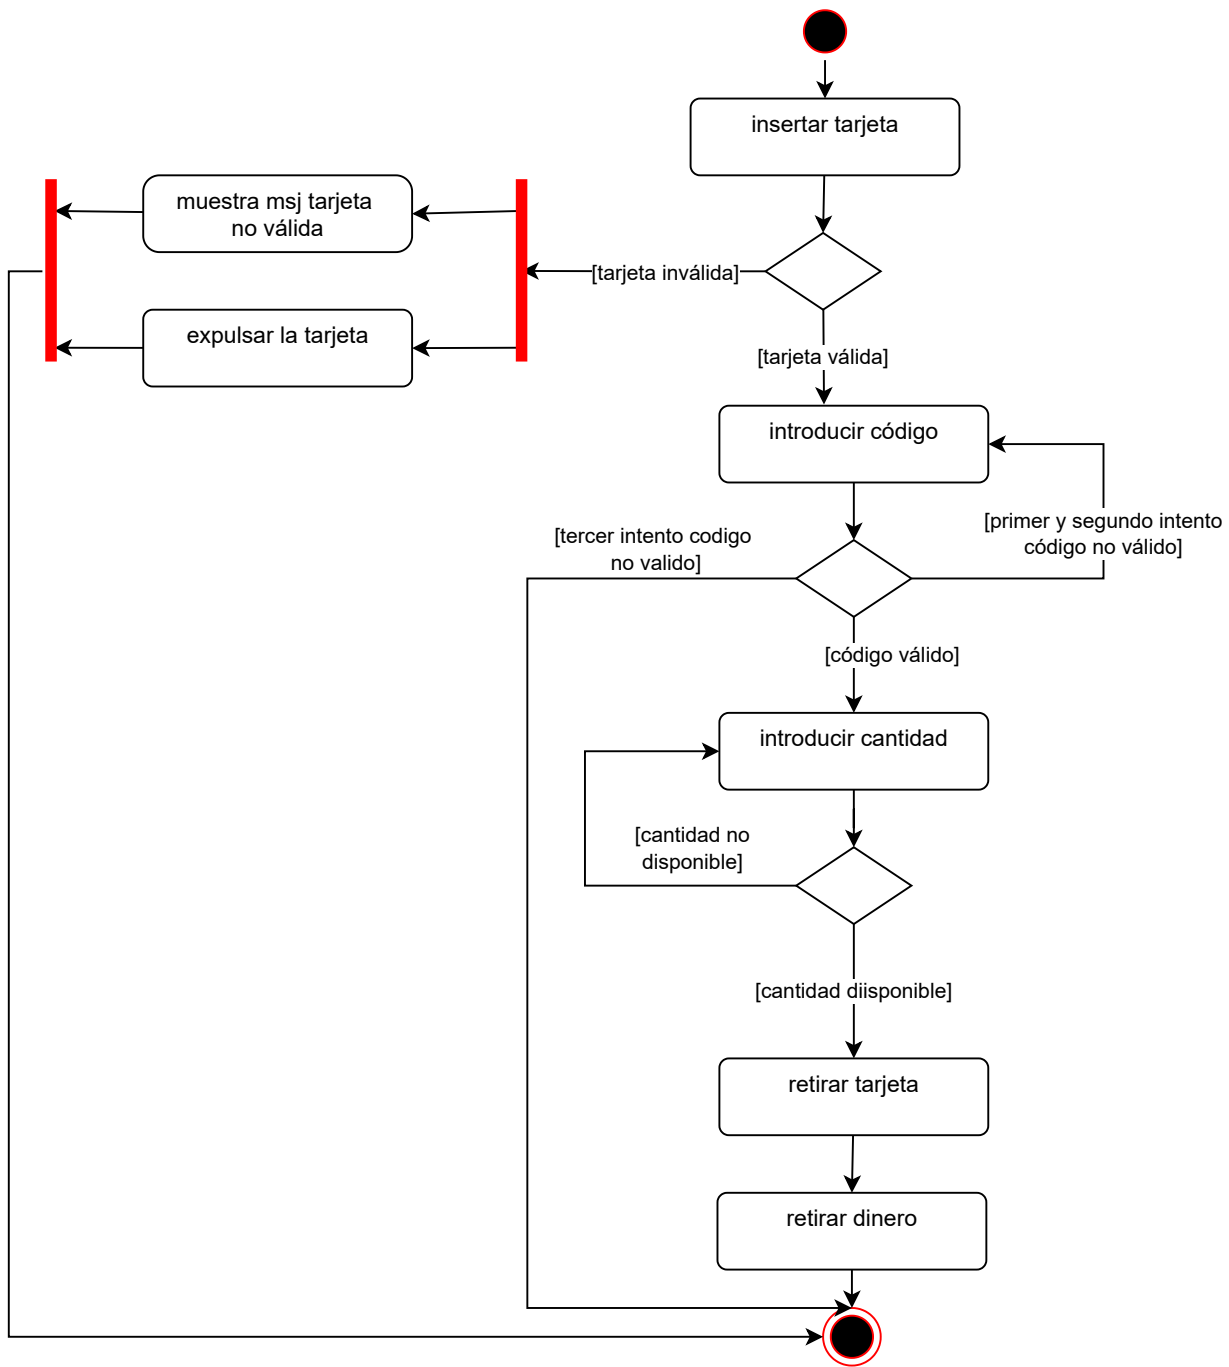 insertar tarjeta
muestra msj tarjeta
no válida
[tarjeta inválida]
expulsar la tarjeta
[tarjeta válida]
introducir código
[primer y segundo intento
código no válido]
[tercer intento codigo
no valido]
[código válido]
introducir cantidad
[cantidad no
disponible]
[cantidad diisponible]
retirar tarjeta
retirar dinero